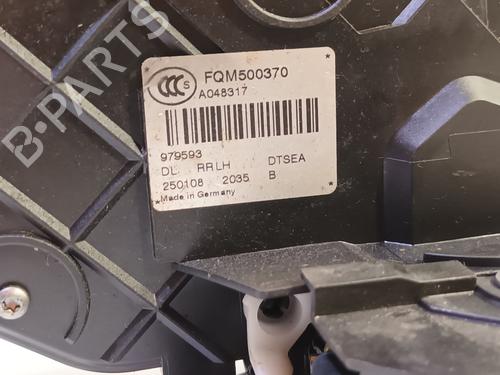 B-PARTS
CCC S FQM500370
A048317
979593
DL RRLH DTSEA
250108 2035 B
Made in Germany